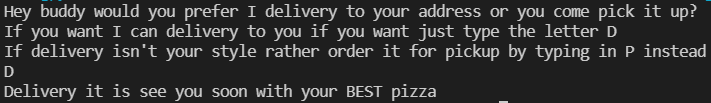 Hey buddy would you prefer I delivery to your address or you come pick it up?
If you want I can delivery to you if you want just type the letter D
If delivery isn't your style rather order it for pickup by typing in P instead
D
Delivery it is see you soon with your BEST pizza